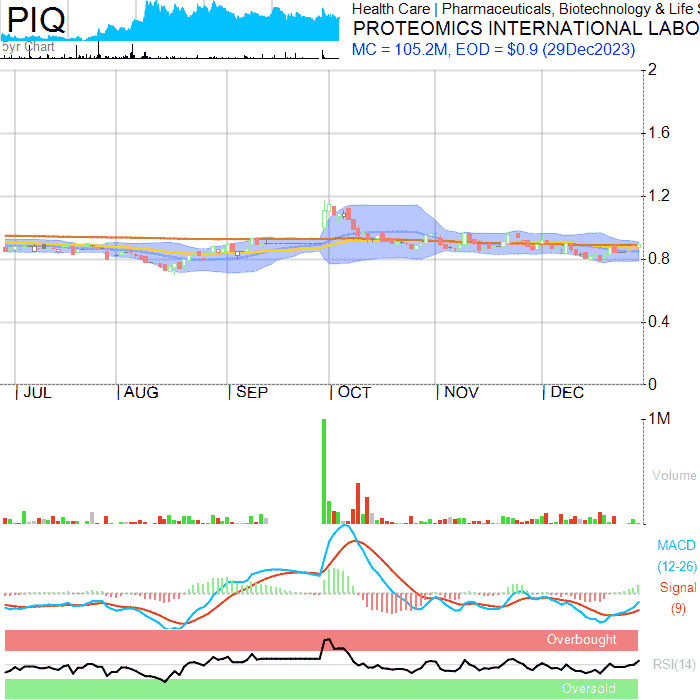 PIQ
5yr Chart
Health Care | Pharmaceuticals, Biotechnology & Life
PROTEOMICS INTERNATIONAL LABO
MC = 105.2M, EOD = $0.9 (29Dec2023)
2
1.6
1.2
0.8
0.4
0
| JUL | AUG | SEP | OCT | NOV | DEC
1M
Volume
MACD
(12-26)
Signal
(9)
Overbought
RSI(14)
Oversold